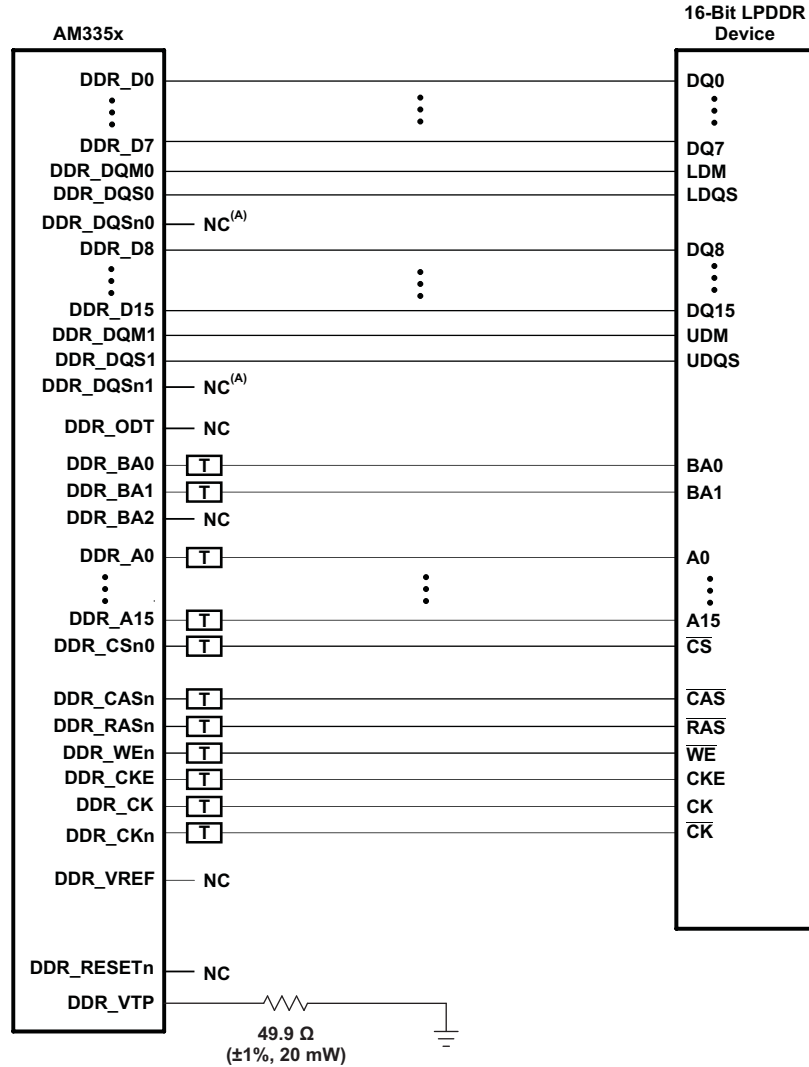 AM335x
16-Bit LPDDR
Device
DDR_D0
DQ0
DDR_D7
DQ7
DDR_DQM0
LDM
DDR_DQS0
LDQS
DDR_DQSn0
NC(A)
DDR_D8
DQ8
DDR_D15
DQ15
DDR_DQM1
UDM
DDR_DQS1
UDQS
DDR_DQSn1
NC(A)
DDR_ODT
NC
DDR_BA0
T
BA0
DDR_BA1
T
BA1
DDR_BA2
NC
DDR_A0
T
A0
DDR_A15
T
A15
DDR_CSn0
T
CS
DDR_CASn
T
CAS
DDR_RASn
T
RAS
DDR_WEn
T
WE
DDR_CKE
T
CKE
DDR_CK
T
CK
DDR_CKn
T
CK
DDR_VREF
NC
DDR_RESETn
NC
DDR_VTP
49.9 Ω
(±1%, 20 mW)